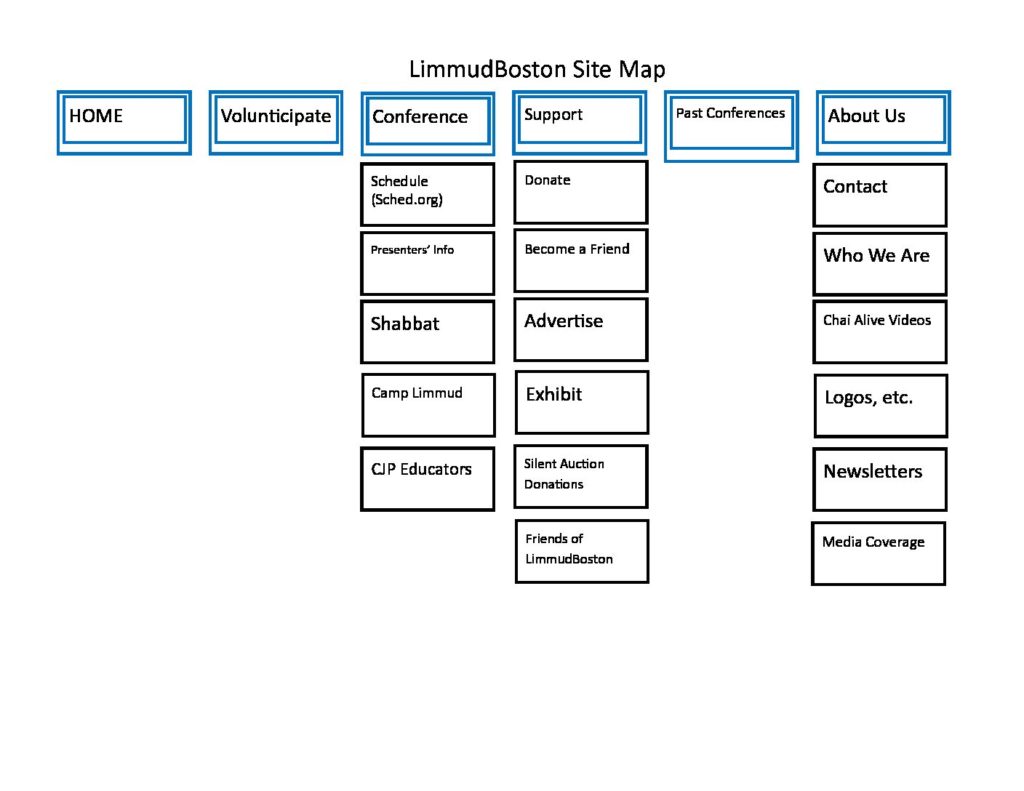 LimmudBoston Site Map
HOME
Volunticipate
Conference
Support
Past Conferences
About Us
Schedule
(Sched.org)
Presenters’ Info
Shabbat
Camp Limmud
CJP Educators
Donate
Become a Friend
Advertise
Exhibit
Silent Auction
Donations
Friends of
LimmudBoston
Contact
Who We Are
Chai Alive Videos
Logos, etc.
Newsletters
Media Coverage